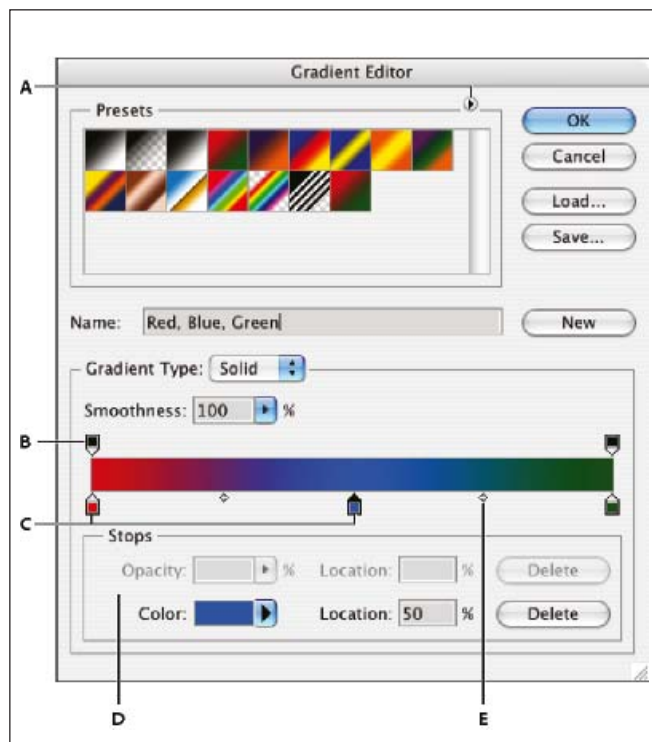 Gradient Editor
A
Presets
OK
Cancel
Load...
Save...
Name: Red, Blue, Green
New
Gradient Type: Solid
Smoothness: 100 %
B
C
Stops
Opacity: % Location: % Delete
Color: Location: 50 % Delete
D E